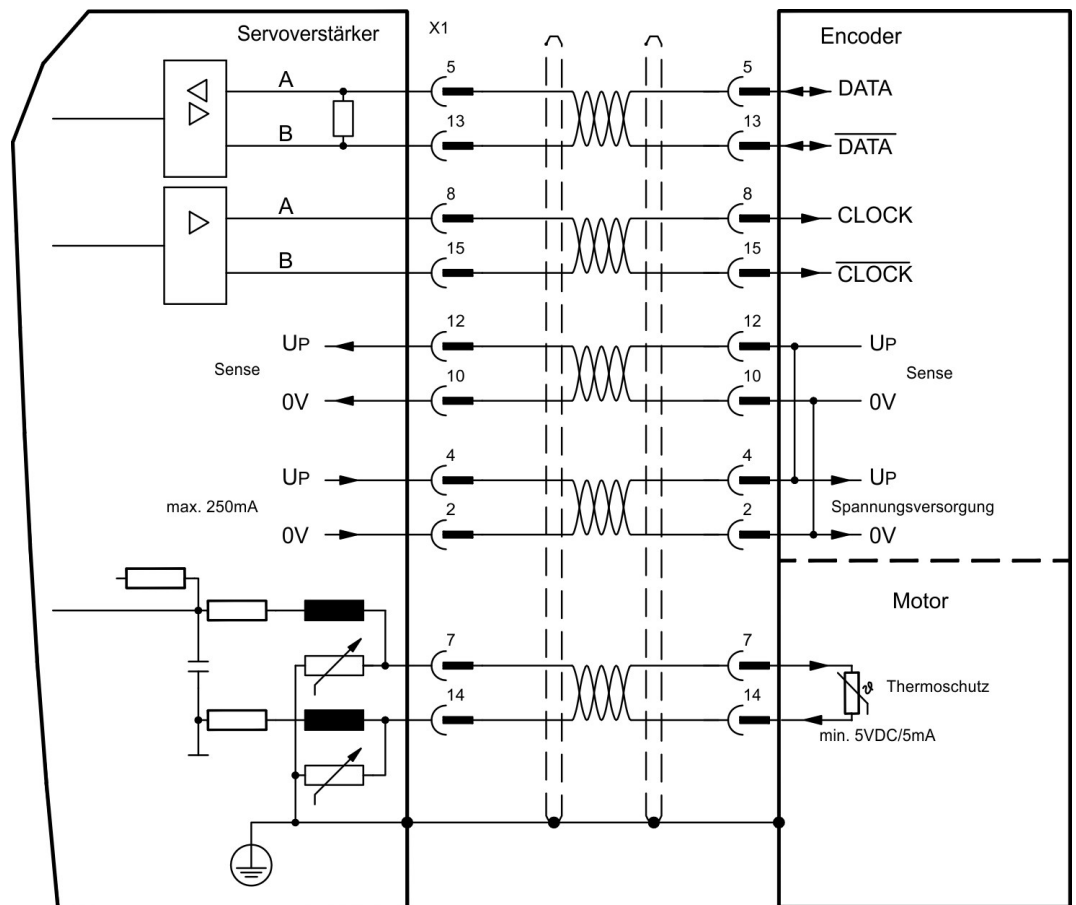 Servoverstärker
X1
Encoder
A
5
5
DATA
B
13
13
DATA
A
8
8
CLOCK
B
15
15
CLOCK
UP
12
12
UP
Sense
Sense
0V
10
10
0V
UP
4
4
UP
max. 250mA
Spannungsversorgung
0V
2
2
0V
Motor
7
7
ϑ Thermoschutz
14
14
min. 5VDC/5mA